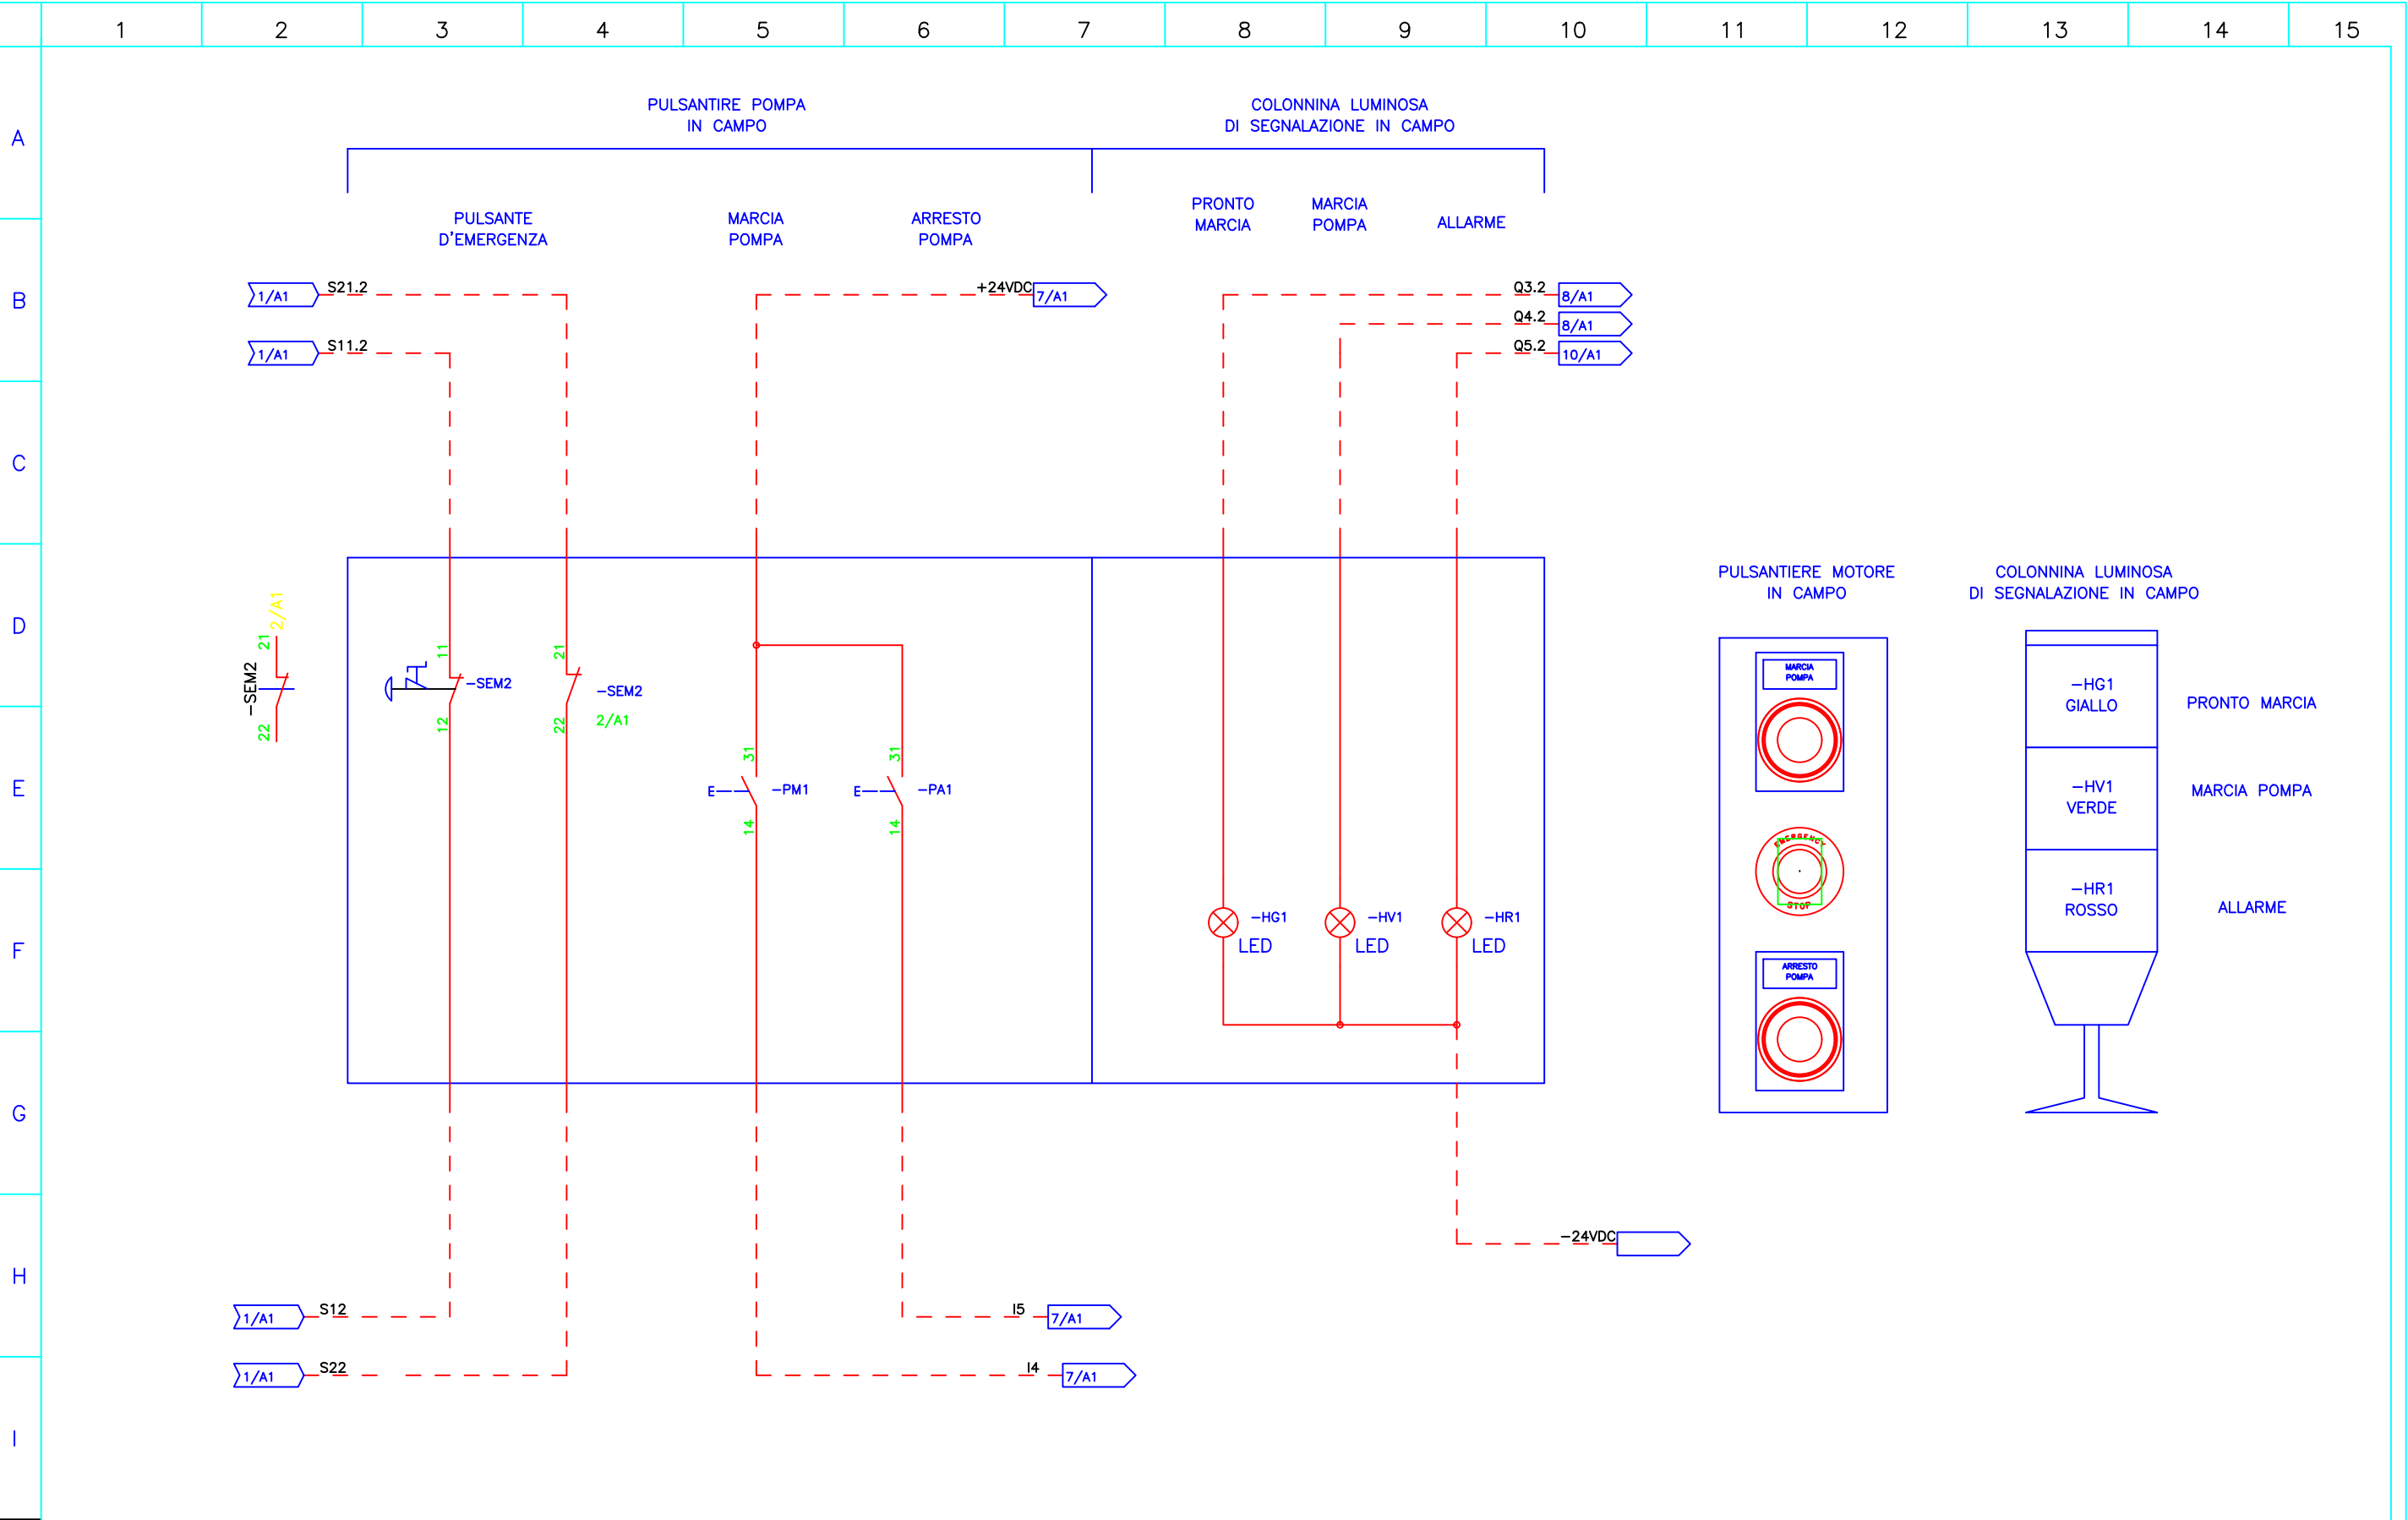 1 2 3 4 5 6 7 8 9 10 11 12 13 14 15
A
PULSANTIRE POMPA
IN CAMPO
COLONNINA LUMINOSA
DI SEGNALAZIONE IN CAMPO
PULSANTE
D'EMERGENZA
MARCIA
POMPA
ARRESTO
POMPA
PRONTO
MARCIA
MARCIA
POMPA
ALLARME
B
1/A1 S21.2
+24VDC 7/A1
Q3.2 8/A1
Q4.2 8/A1
1/A1 S11.2
Q5.2 10/A1
C
D
PULSANTIERE MOTORE
IN CAMPO
COLONNINA LUMINOSA
DI SEGNALAZIONE IN CAMPO
2/A1
21
-SEM2
22
11
-SEM2
12
21
-SEM2
22
2/A1
MARCIA
POMPA
-HG1
GIALLO
PRONTO MARCIA
E
31
E -PM1
14
31
E -PA1
14
-HV1
VERDE
MARCIA POMPA
EMERGENCY
STOP
F
-HG1
LED
-HV1
LED
-HR1
LED
-HR1
ROSSO
ALLARME
ARRESTO
POMPA
G
H
-24VDC
1/A1 S12
I5 7/A1
1/A1 S22
I4 7/A1
I